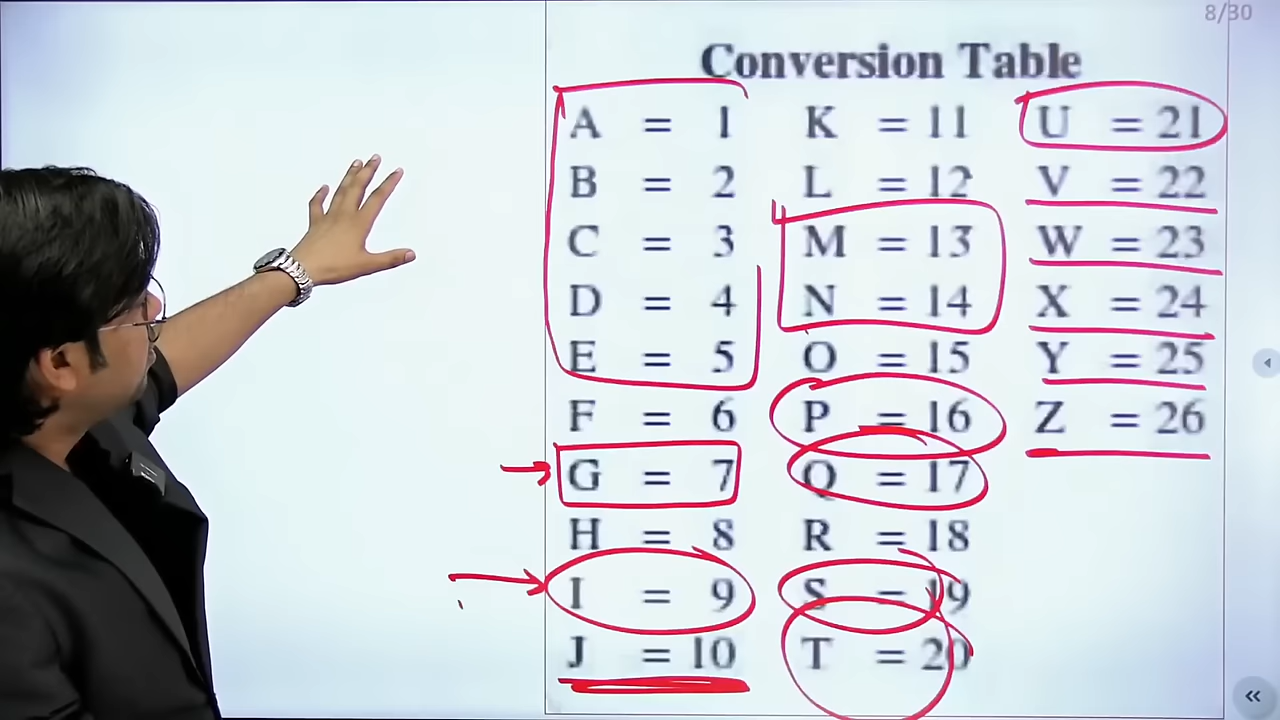 8/30
Conversion Table
A = 1 K = 11 U = 21
B = 2 L = 12 V = 22
C = 3 M = 13 W = 23
D = 4 N = 14 X = 24
E = 5 O = 15 Y = 25
F = 6 P = 16 Z = 26
G = 7 Q = 17
H = 8 R = 18
I = 9 S = 19
J = 10 T = 20